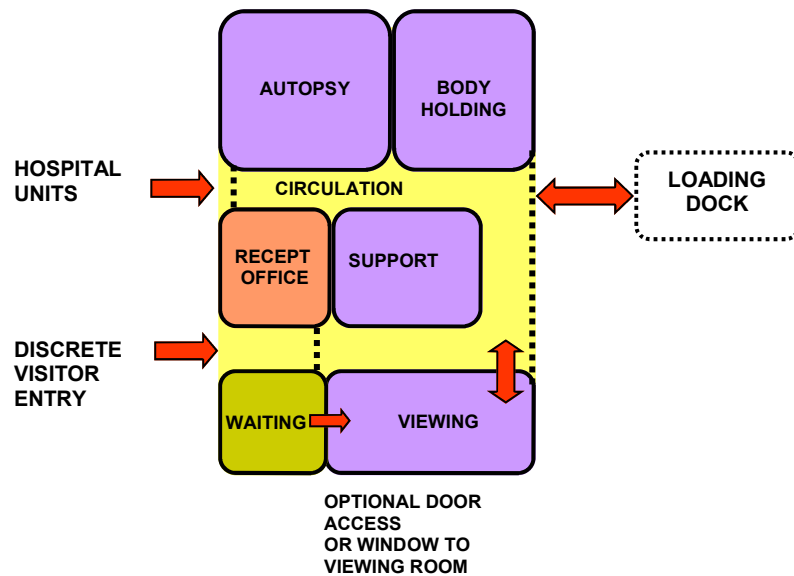 AUTOPSY
BODY
HOLDING
HOSPITAL
UNITS
CIRCULATION
LOADING
DOCK
RECEPT
OFFICE
SUPPORT
DISCRETE
VISITOR
ENTRY
WAITING
VIEWING
OPTIONAL DOOR
ACCESS
OR WINDOW TO
VIEWING ROOM